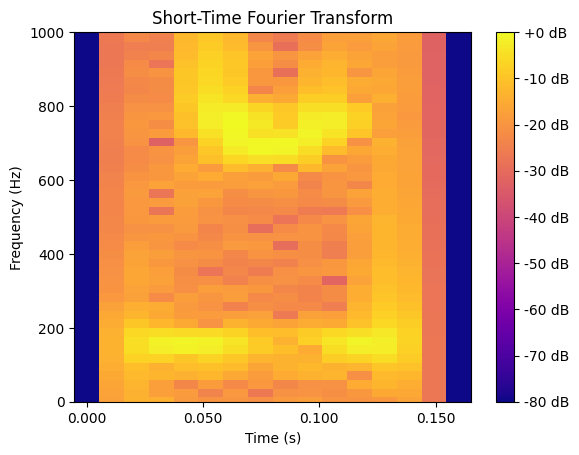 Short-Time Fourier Transform
1000
800
600
400
200
0
Frequency (Hz)
0.000
0.050
0.100
0.150
Time (s)
+0 dB
-10 dB
-20 dB
-30 dB
-40 dB
-50 dB
-60 dB
-70 dB
-80 dB